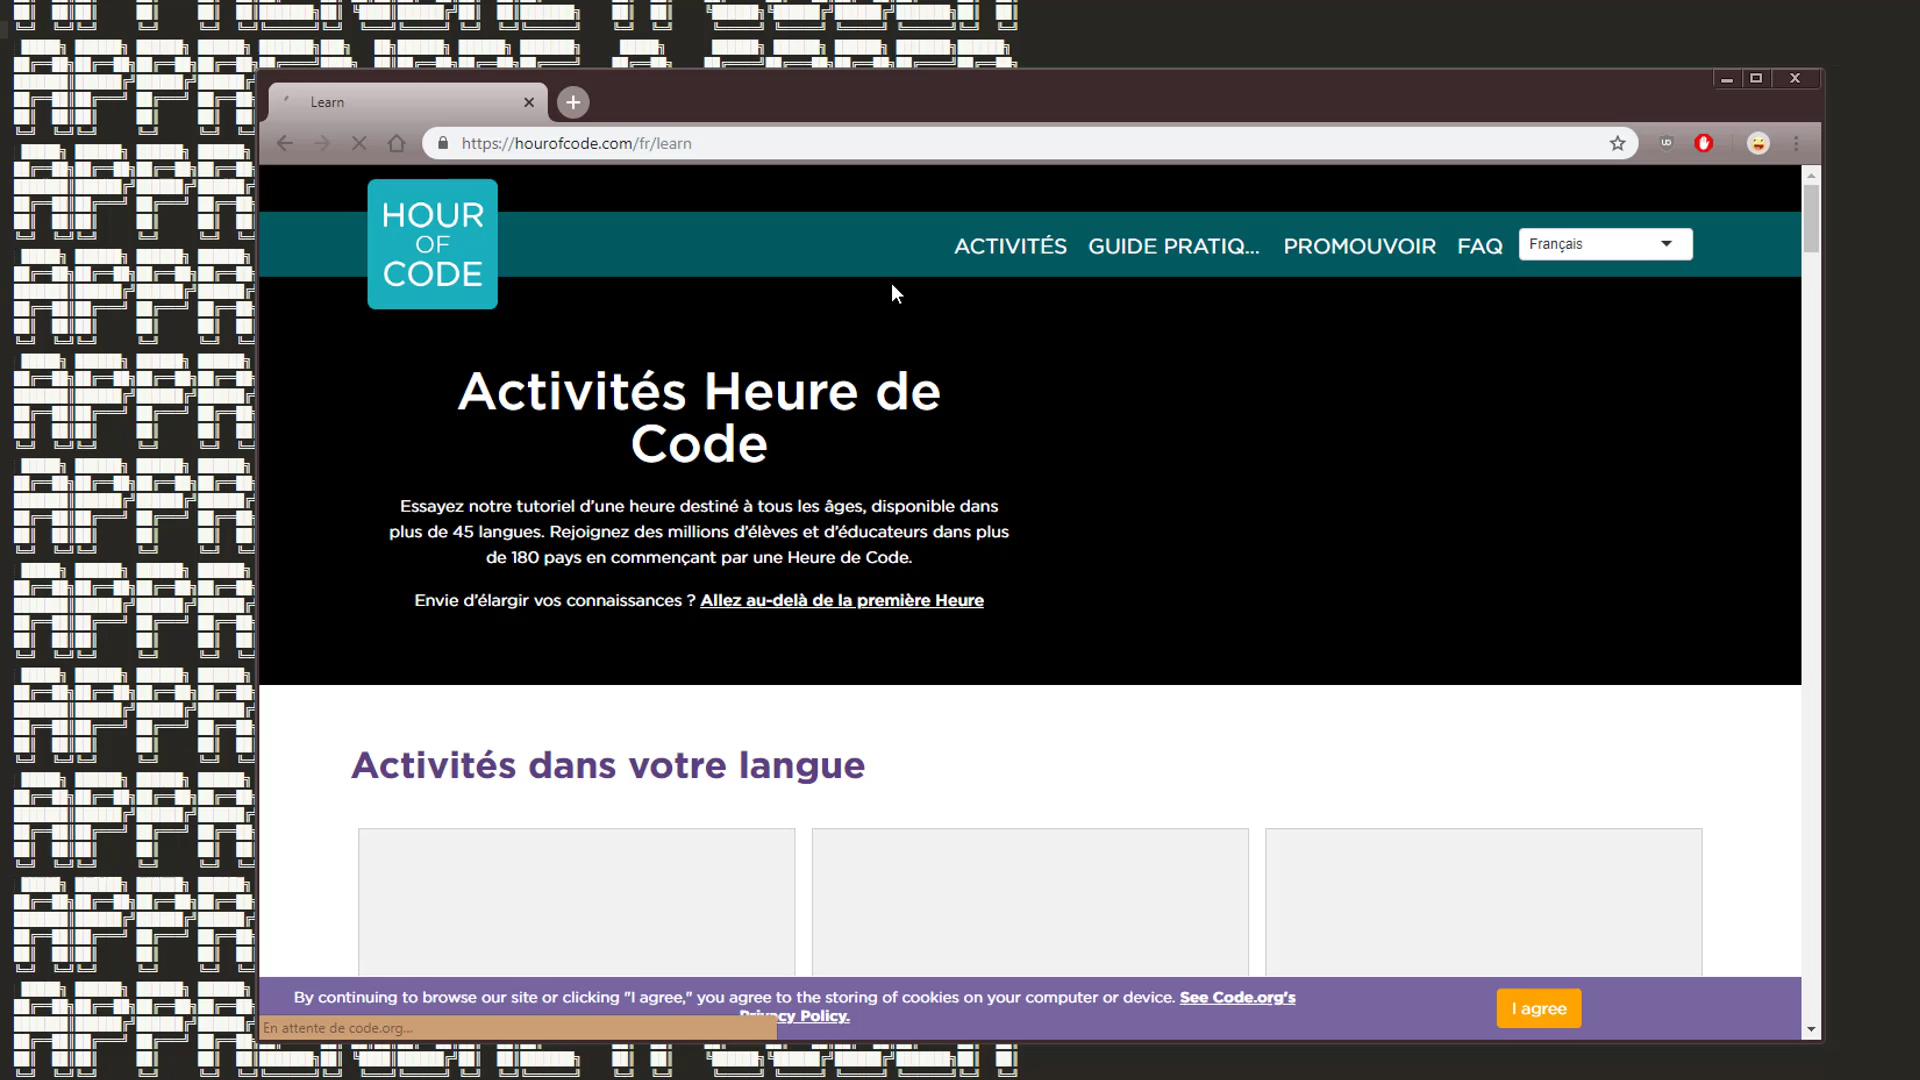 Learn
https://hourofcode.com/fr/learn
HOUR
OF
CODE
ACTIVITÉS GUIDE PRATIQ... PROMOUVOIR FAQ Français
Activités Heure de
Code
Essayez notre tutoriel d'une heure destiné à tous les âges, disponible dans
plus de 45 langues. Rejoignez des millions d'élèves et d'éducateurs dans plus
de 180 pays en commençant par une Heure de Code.
Envie d'élargir vos connaissances ? Allez au-delà de la première Heure
Activités dans votre langue
By continuing to browse our site or clicking "I agree," you agree to the storing of cookies on your computer or device. See Code.org's
Privacy Policy.
I agree
En attente de code.org...